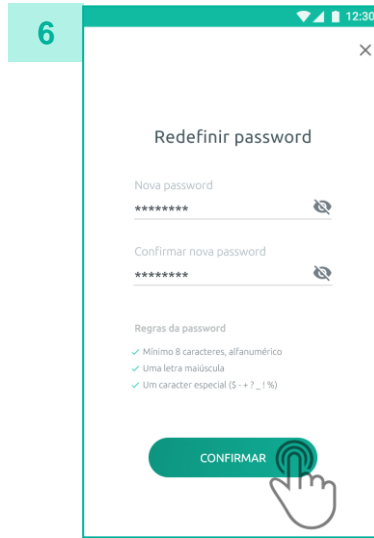 6
12:30
Redefinir password
Nova password
********
Confirmar nova password
********
Regras da password
Mínimo 8 caracteres, alfanumérico
Uma letra maiúscula
Um caracter especial ($ - + ? _ ! %)
CONFIRMAR